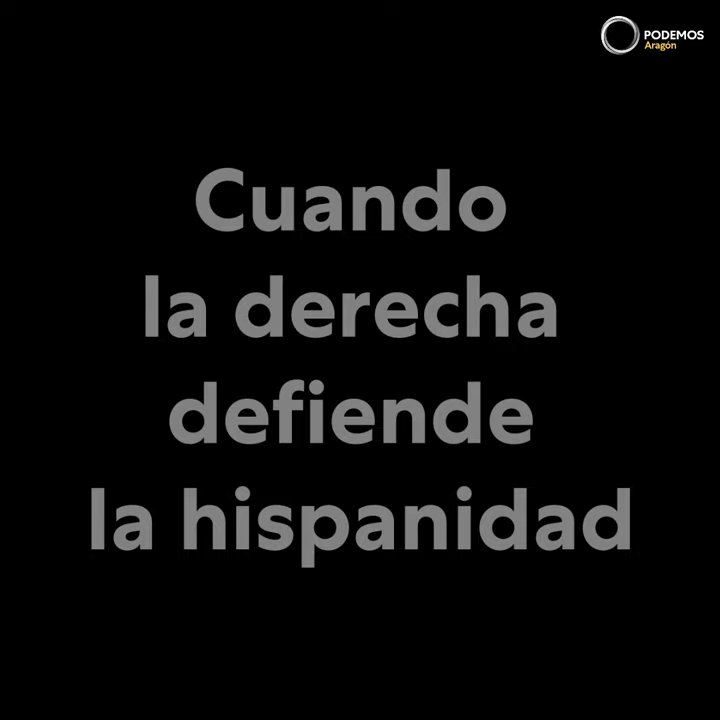 PODEMOS
Aragón
Cuando
la derecha
defiende
la hispanidad